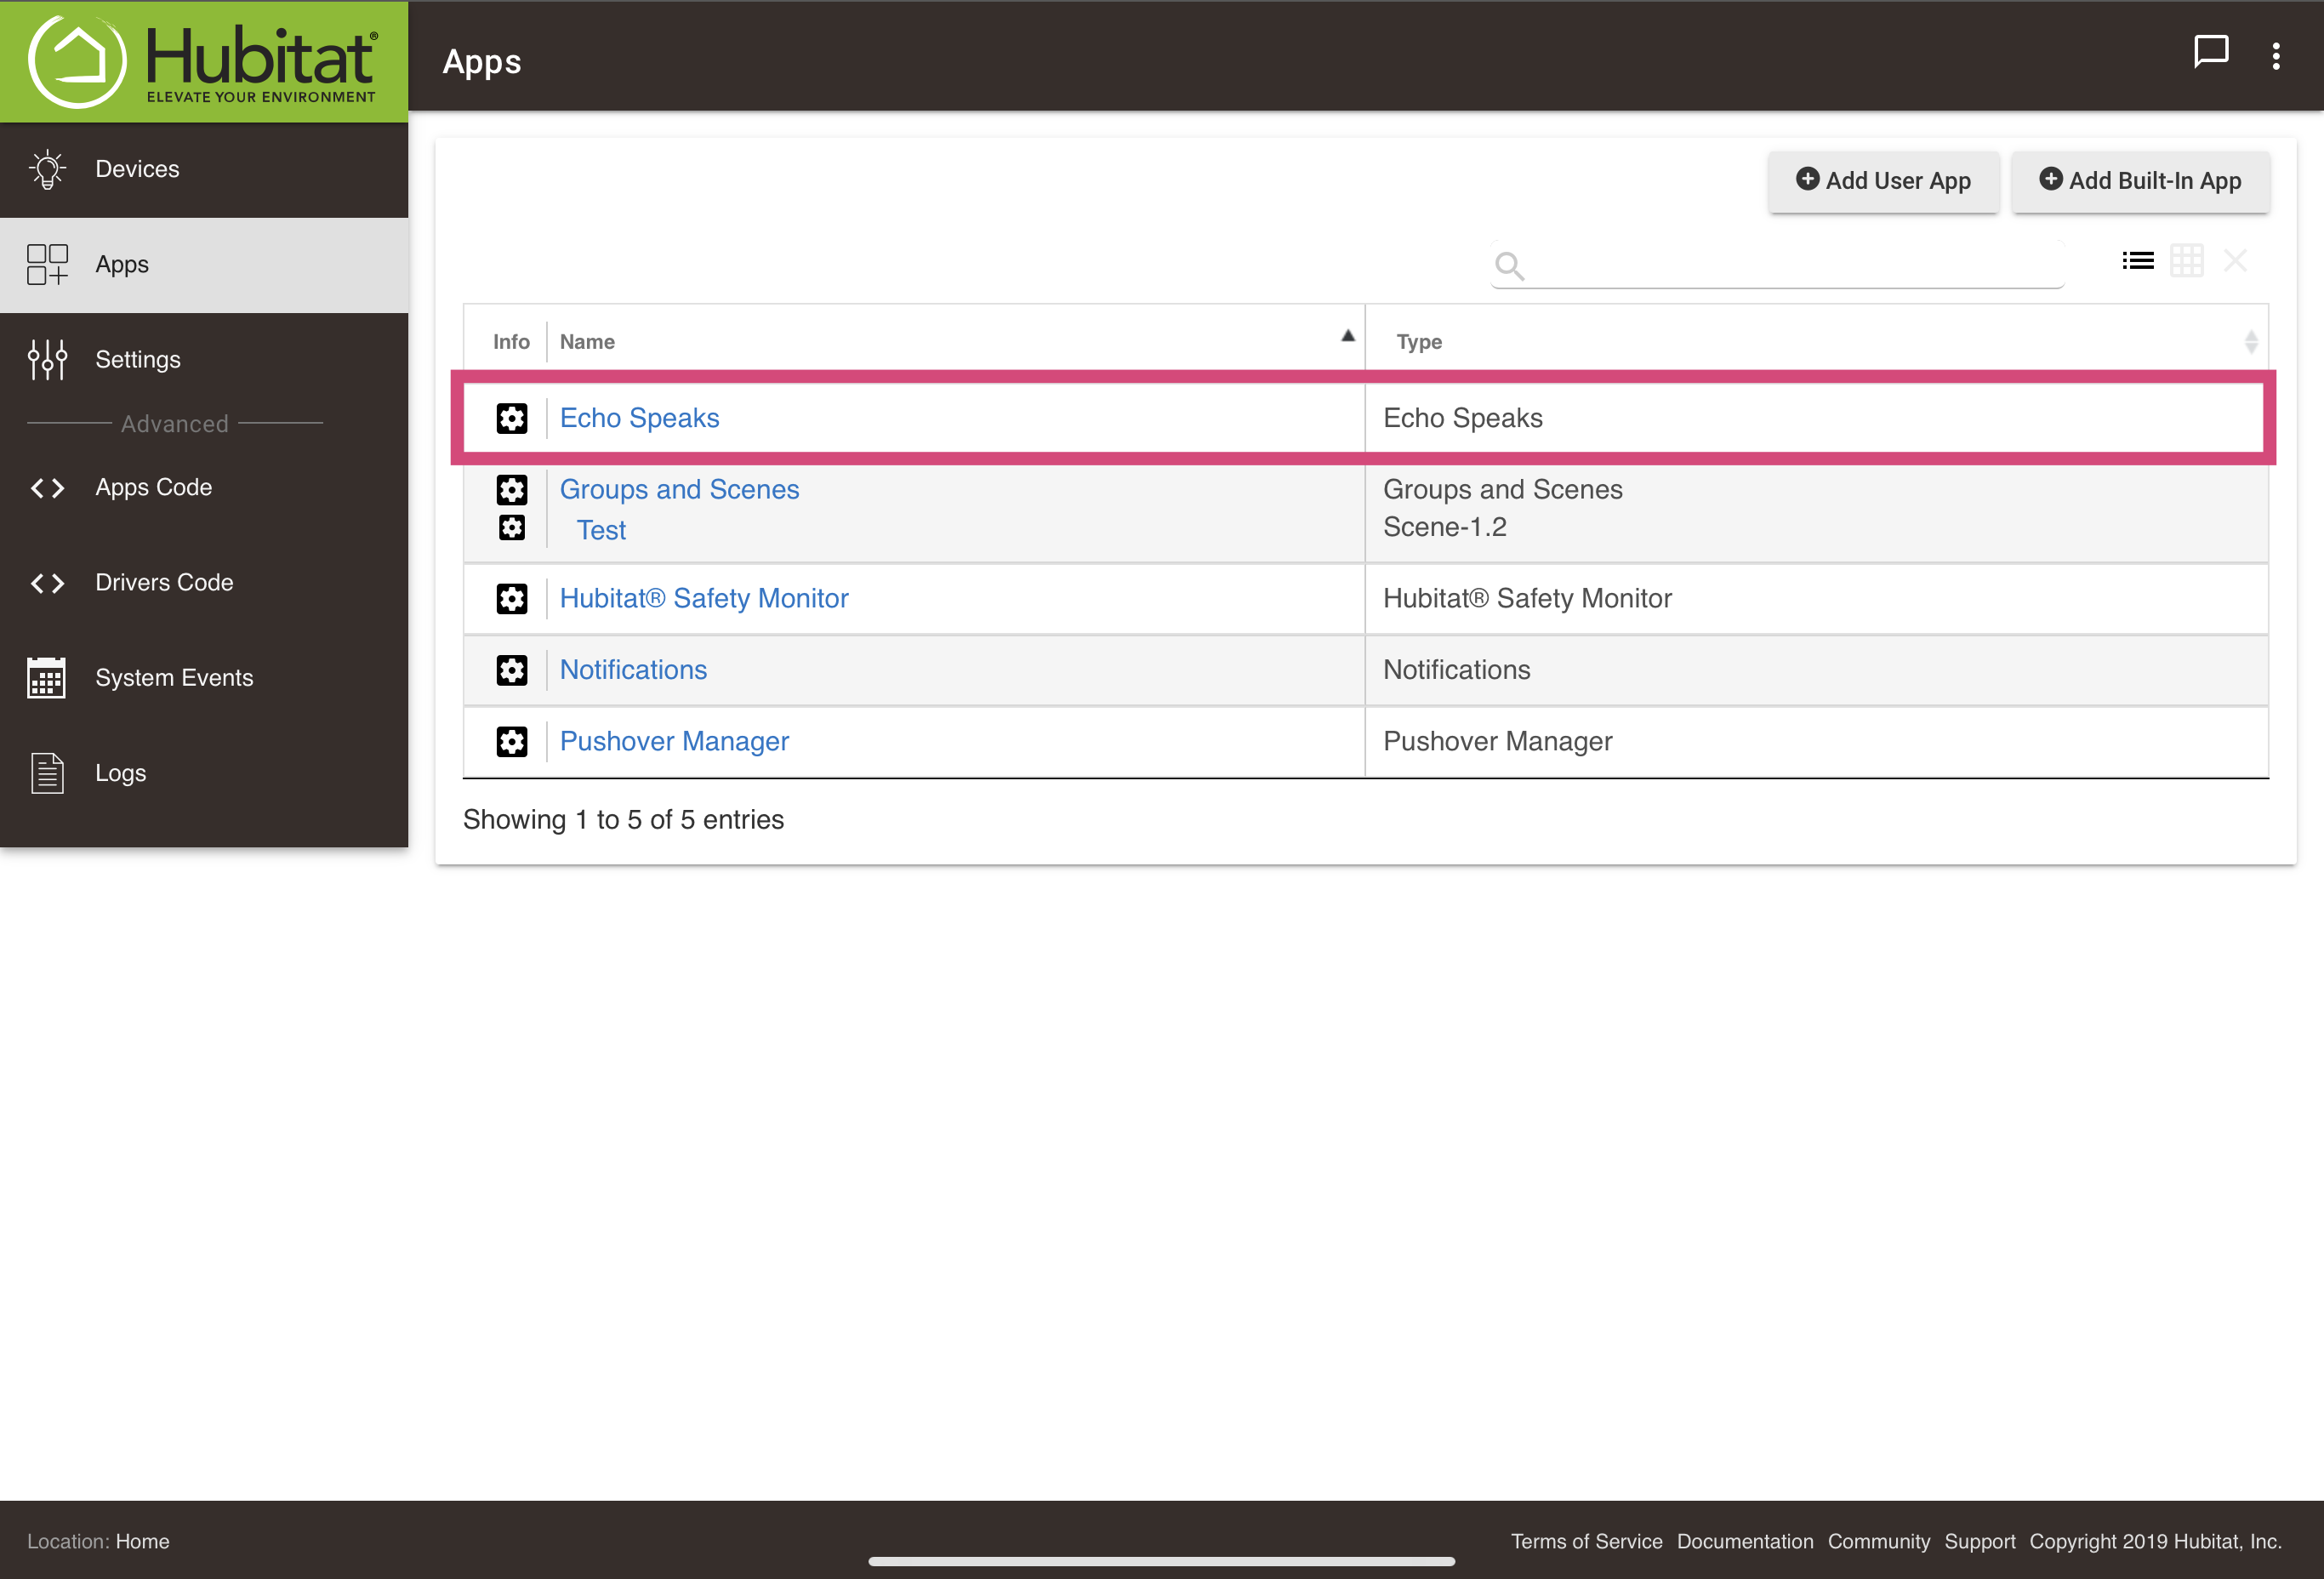 Hubitat®
ELEVATE YOUR ENVIRONMENT
Apps
Devices
Apps
Settings
Advanced
Apps Code
Drivers Code
System Events
Logs
Add User App
Add Built-In App
Info Name Type
Echo Speaks Echo Speaks
Groups and Scenes Groups and Scenes
Test Scene-1.2
Hubitat® Safety Monitor Hubitat® Safety Monitor
Notifications Notifications
Pushover Manager Pushover Manager
Showing 1 to 5 of 5 entries
Location: Home
Terms of Service Documentation Community Support Copyright 2019 Hubitat, Inc.